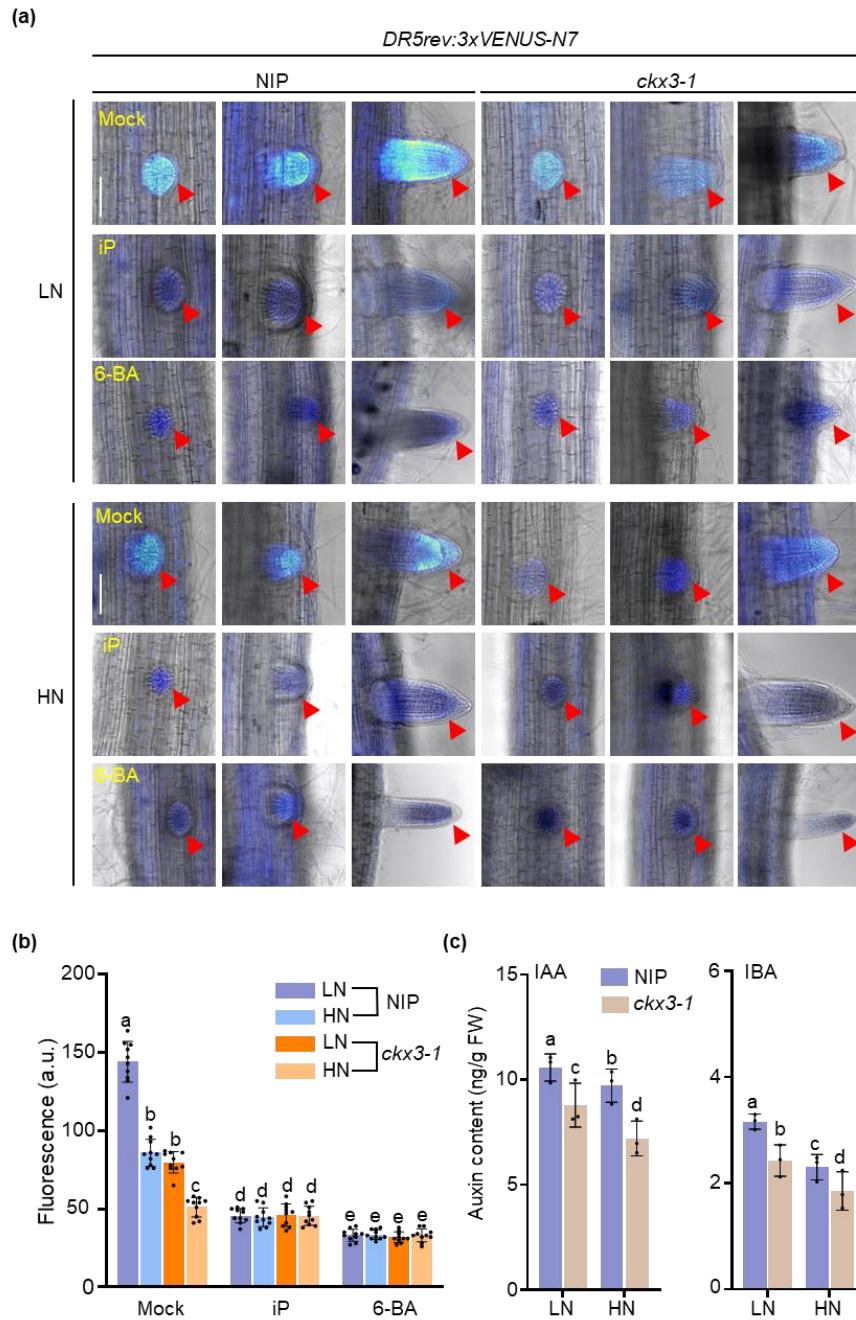 (a)
DR5rev:3xVENUS-N7
NIP
ckx3-1
LN
Mock
iP
6-BA
HN
Mock
iP
6-BA
(b)
Fluorescence (a.u.)
200
150
100
50
0
a
b
b
c
d
d
d
d
e
e
e
e
LN
HN
NIP
LN
HN
ckx3-1
Mock
iP
6-BA
(c)
Auxin content (ng/g FW)
IAA
NIP
ckx3-1
15
10
5
0
a
c
b
d
LN
HN
IBA
6
4
2
0
a
b
c
d
LN
HN